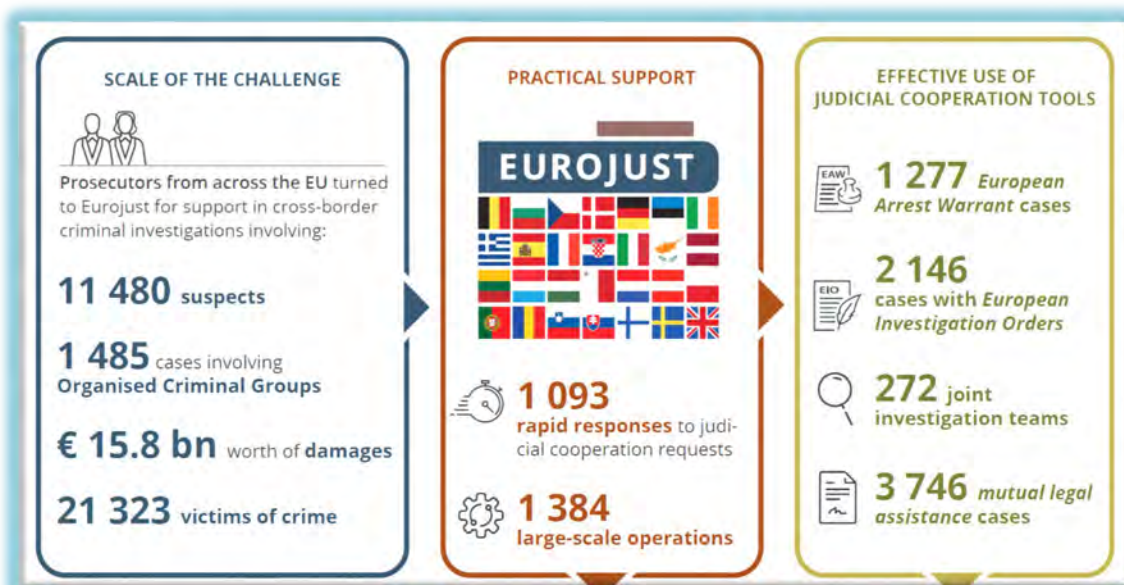 SCALE OF THE CHALLENGE
Prosecutors from across the EU turned
to Eurojust for support in cross-border
criminal investigations involving:
11 480 suspects
1 485 cases involving
Organised Criminal Groups
€ 15.8 bn worth of damages
21 323 victims of crime
PRACTICAL SUPPORT
EUROJUST
1 093
rapid responses to judi-
cial cooperation requests
1 384
large-scale operations
EFFECTIVE USE OF
JUDICIAL COOPERATION TOOLS
EAW
1 277 European
Arrest Warrant cases
EIO
2 146
cases with European
Investigation Orders
272 joint
investigation teams
3 746 mutual legal
assistance cases